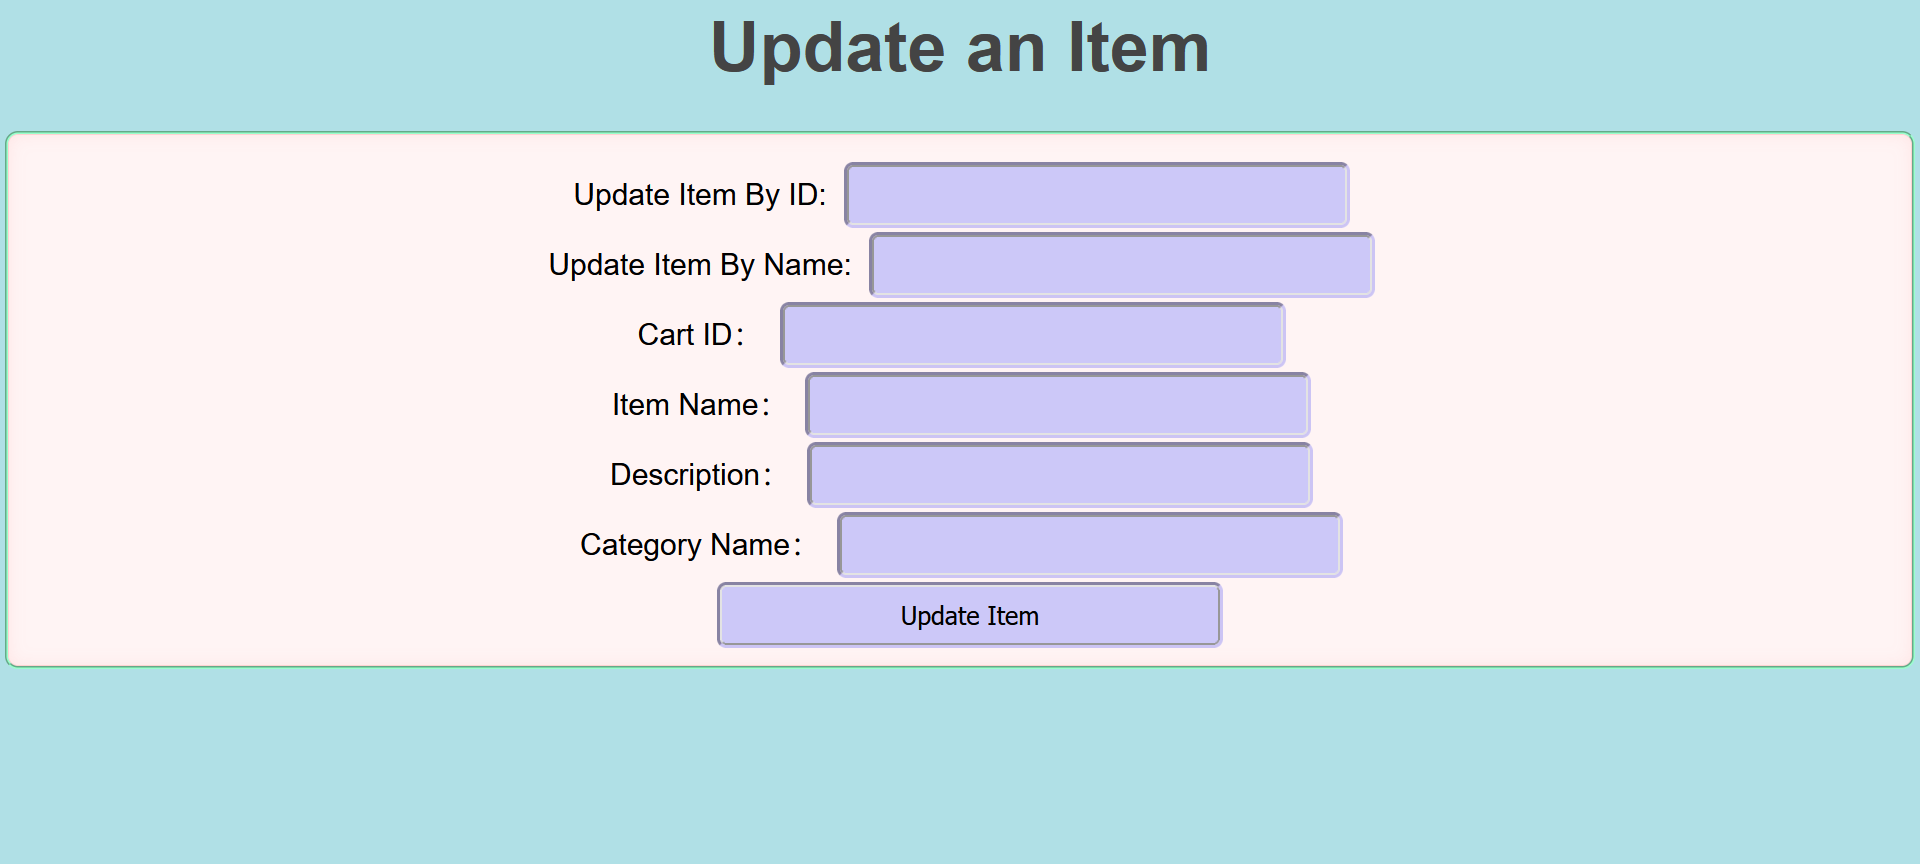 Update an Item
Update Item By ID:
Update Item By Name:
Cart ID:
Item Name:
Description:
Category Name:
Update Item